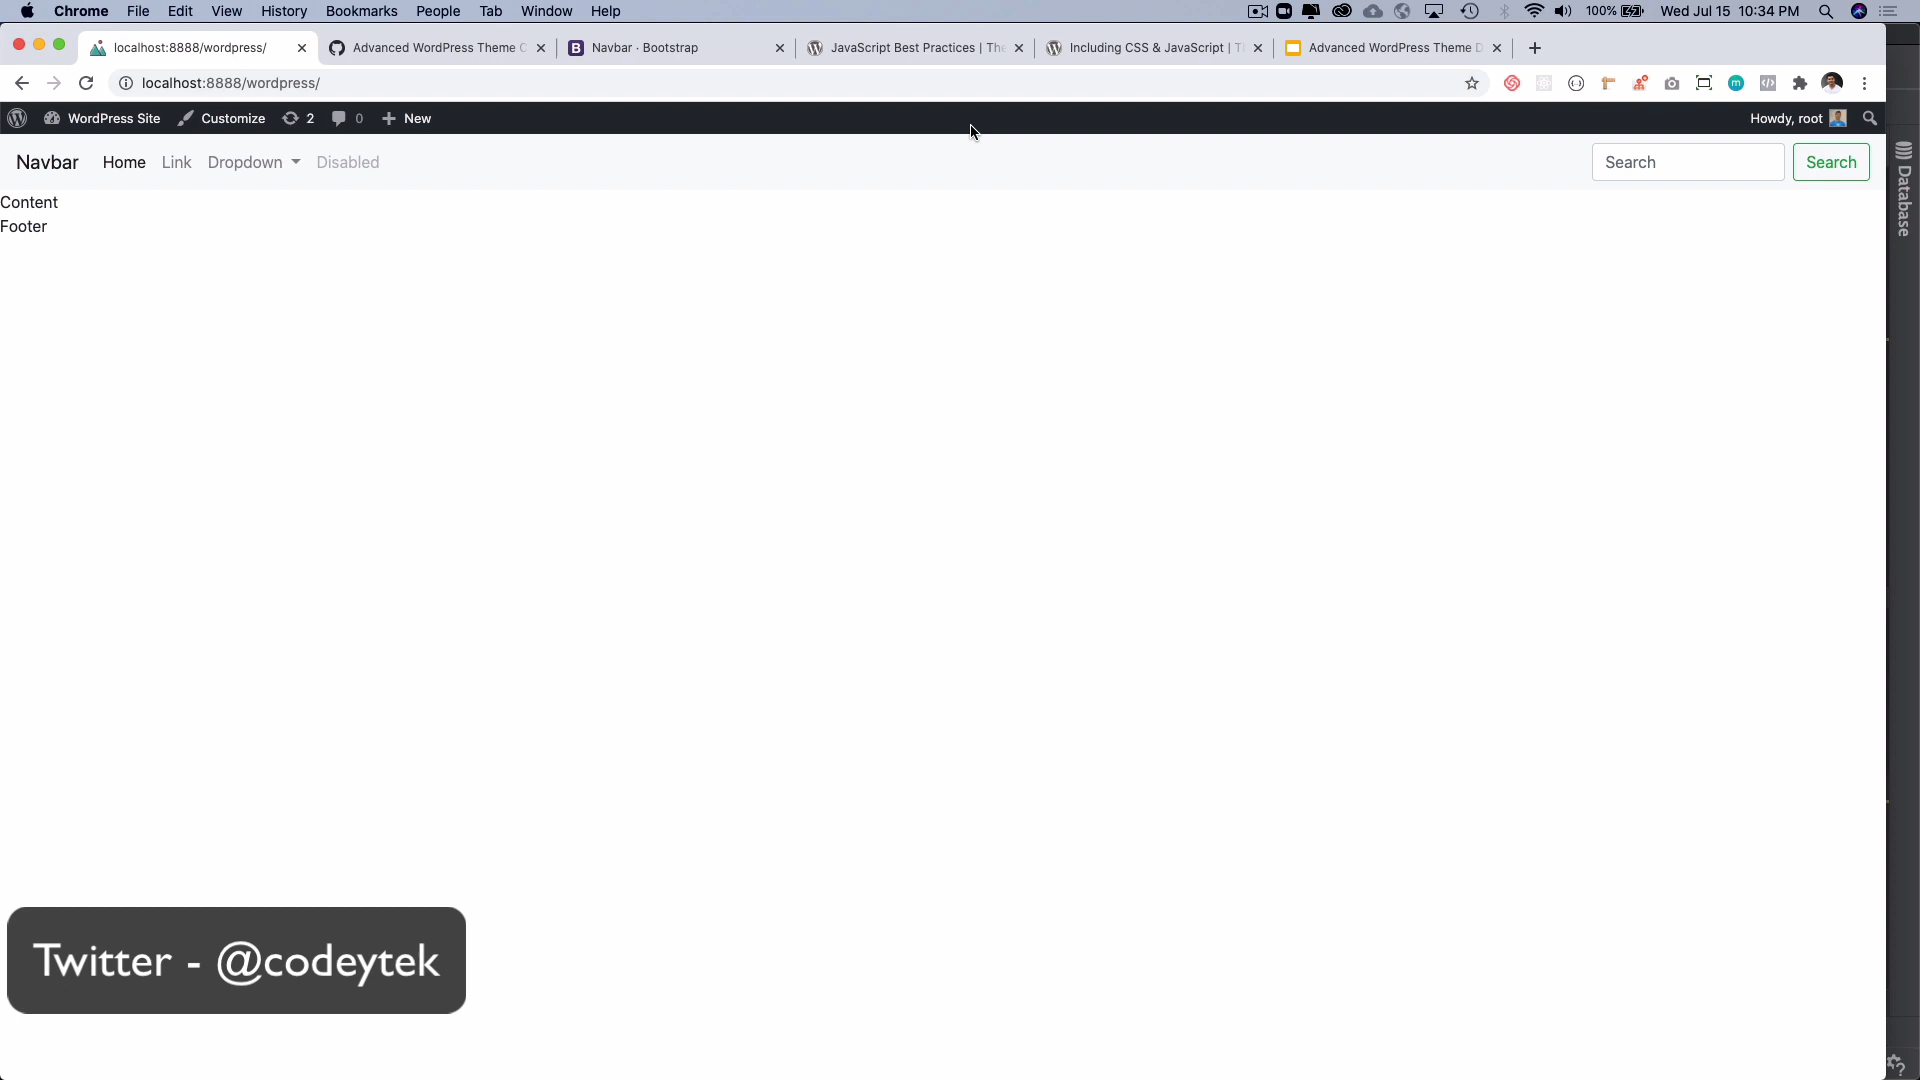 Chrome File Edit View History Bookmarks People Tab Window Help 100% Wed Jul 15 10:34 PM
localhost:8888/wordpress/ Advanced WordPress Theme C Navbar · Bootstrap JavaScript Best Practices | The Including CSS & JavaScript | T Advanced WordPress Theme D
localhost:8888/wordpress/
WordPress Site Customize 2 0 New Howdy, root
Navbar Home Link Dropdown Disabled Search Search
Database
Content
Footer
Twitter - @codeytek